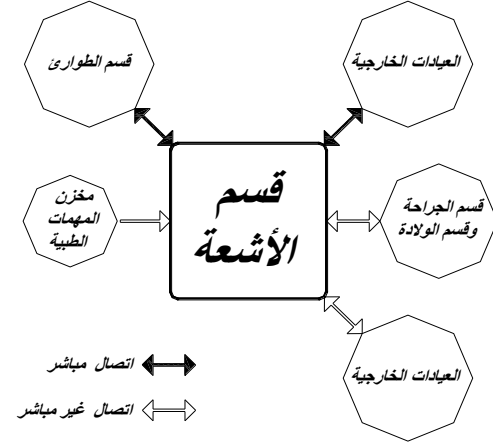 قسم الطوارئ
العيادات الخارجية
قسم
الأشعة
مخزن
المهمات
الطبية
قسم الجراحة
وقسم الولادة
العيادات الخارجية
اتصال مباشر
اتصال غير مباشر